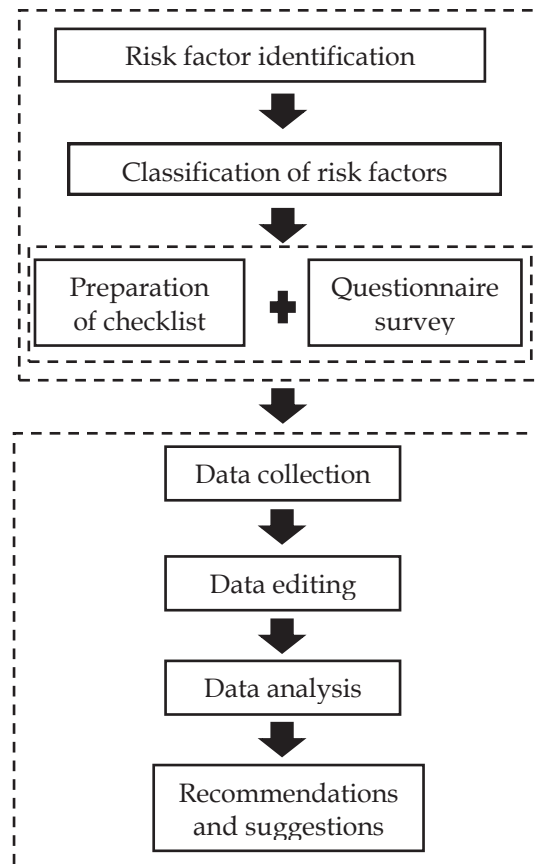 Risk factor identification
Classification of risk factors
Preparation
of checklist
Questionnaire
survey
Data collection
Data editing
Data analysis
Recommendations
and suggestions